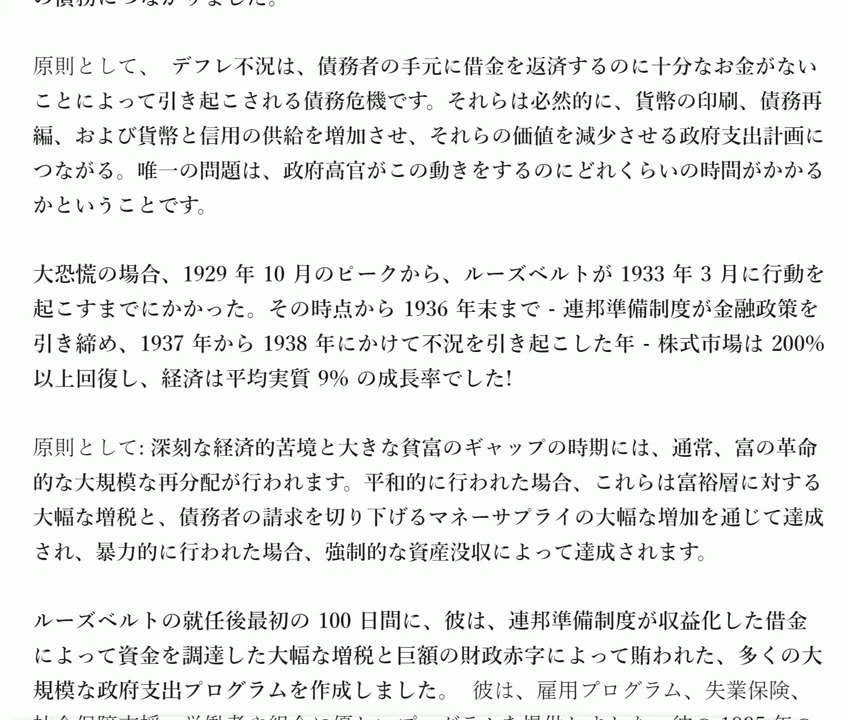 の債務につながりました。
原則として、 デフレ不況は、債務者の手元に借金を返済するのに十分なお金がない
ことによって引き起こされる債務危機です。それらは必然的に、貨幣の印刷、債務再
編、および貨幣と信用の供給を増加させ、それらの価値を減少させる政府支出計画に
つながる。唯一の問題は、政府高官がこの動きをするのにどれくらいの時間がかかる
かということです。
大恐慌の場合、1929 年 10 月のピークから、ルーズベルトが 1933 年 3 月に行動を
起こすまでにかかった。その時点から 1936 年末まで - 連邦準備制度が金融政策を
引き締め、1937 年から 1938 年にかけて不況を引き起こした年 - 株式市場は 200%
以上回復し、経済は平均実質 9% の成長率でした!
原則として: 深刻な経済的苦境と大きな貧富のギャップの時期には、通常、富の革命
的な大規模な再分配が行われます。平和的に行われた場合、これらは富裕層に対する
大幅な増税と、債務者の請求を切り下げるマネーサプライの大幅な増加を通じて達成
され、暴力的に行われた場合、強制的な資産没収によって達成されます。
ルーズベルトの就任後最初の 100 日間に、彼は、連邦準備制度が収益化した借金
によって資金を調達した大幅な増税と巨額の財政赤字によって賄われた、多くの大
規模な政府支出プログラムを作成しました。 彼は、雇用プログラム、失業保険、